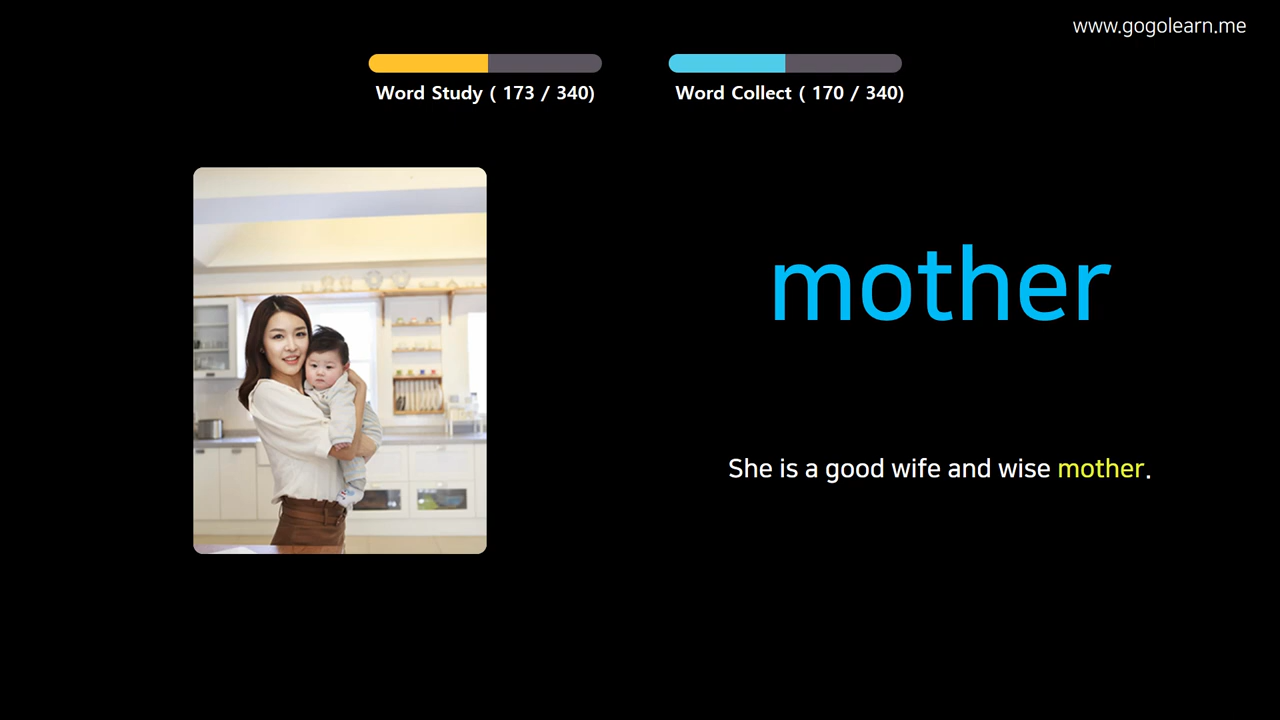 www.gogolearn.me
Word Study ( 173 / 340)
Word Collect ( 170 / 340)
mother
She is a good wife and wise mother.